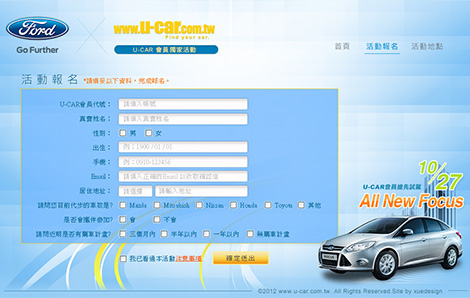 Ford
Go Further
www.u-car.com.tw
Find your car.
U-CAR 會員獨家活動
首頁 活動報名 活動地點
活動報名 *請填妥以下資料，完成報名。
U-CAR會員代號： 請填入帳號
真實姓名： 請填入真實姓名
性別： 男 女
出生： 例：1990 / 01 / 01
手機： 例：0910-123456
Email： 請填入正確的Email以收取確認信
居住地址： 請選擇 請輸入地址
請問您目前代步的車款是? Mazda Mitsubishi Nissan Honda Toyota 其他
是否會攜伴參加? 會 不會
請問近期是否有購車計劃? 三個月內 半年以內 一年以內 無購車計劃
我已看過本活動注意事項 確定送出
10/27
U-CAR會員搶先試駕
All New Focus
©2012 www.u-car.com.tw. All Rights Reserved.Site by xuedesign